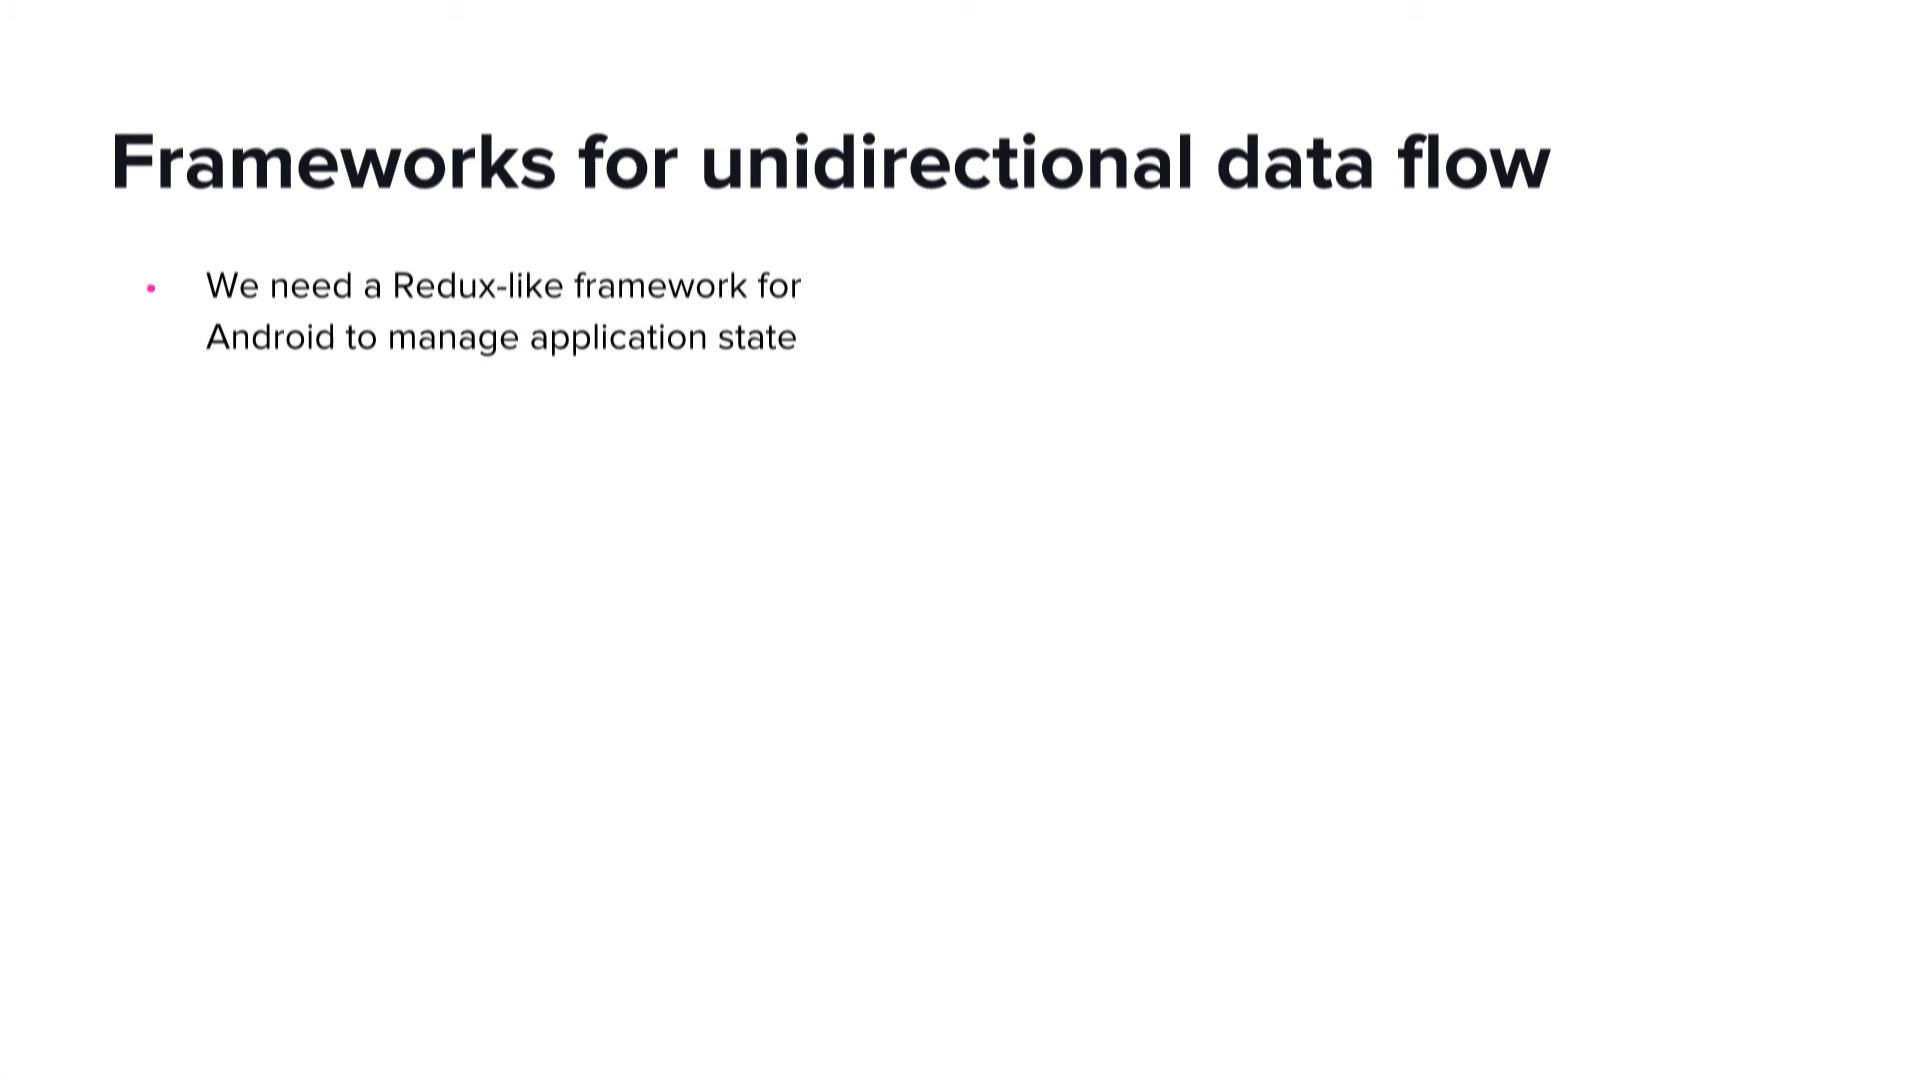 Frameworks for unidirectional data flow
• We need a Redux-like framework for
Android to manage application state